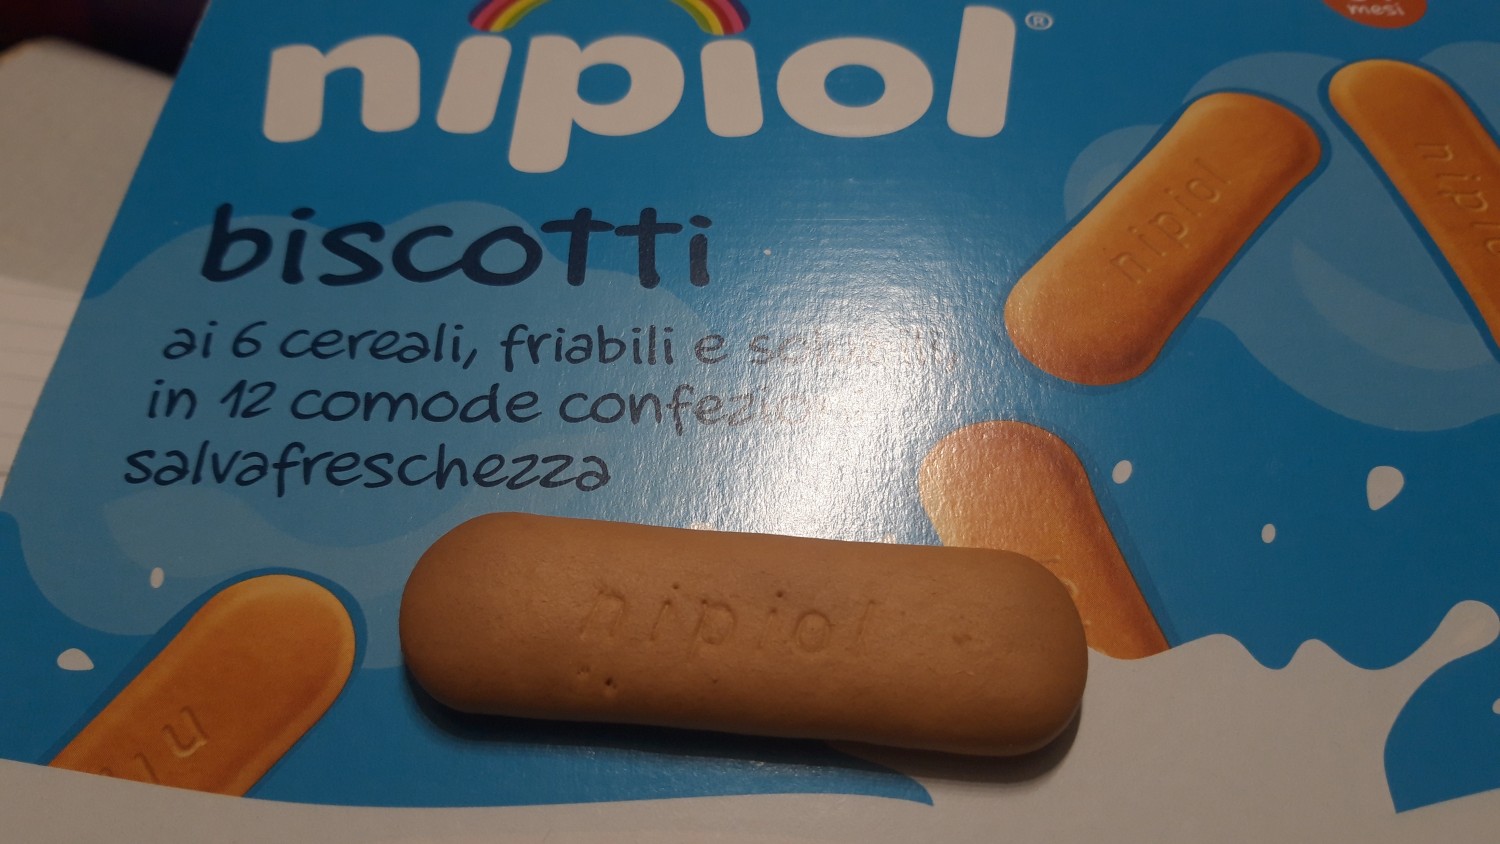 mesi
nipiol®
biscotti
ai 6 cereali, friabili e
in 12 comode
salvafreschezza
nipiol
nipiol